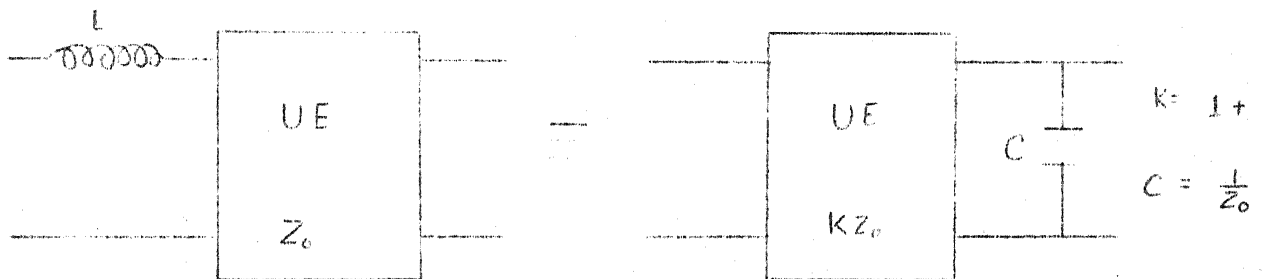 L
UE
Z₀
=
UE
KZ₀
C
K = 1 +
C = 1/Z₀